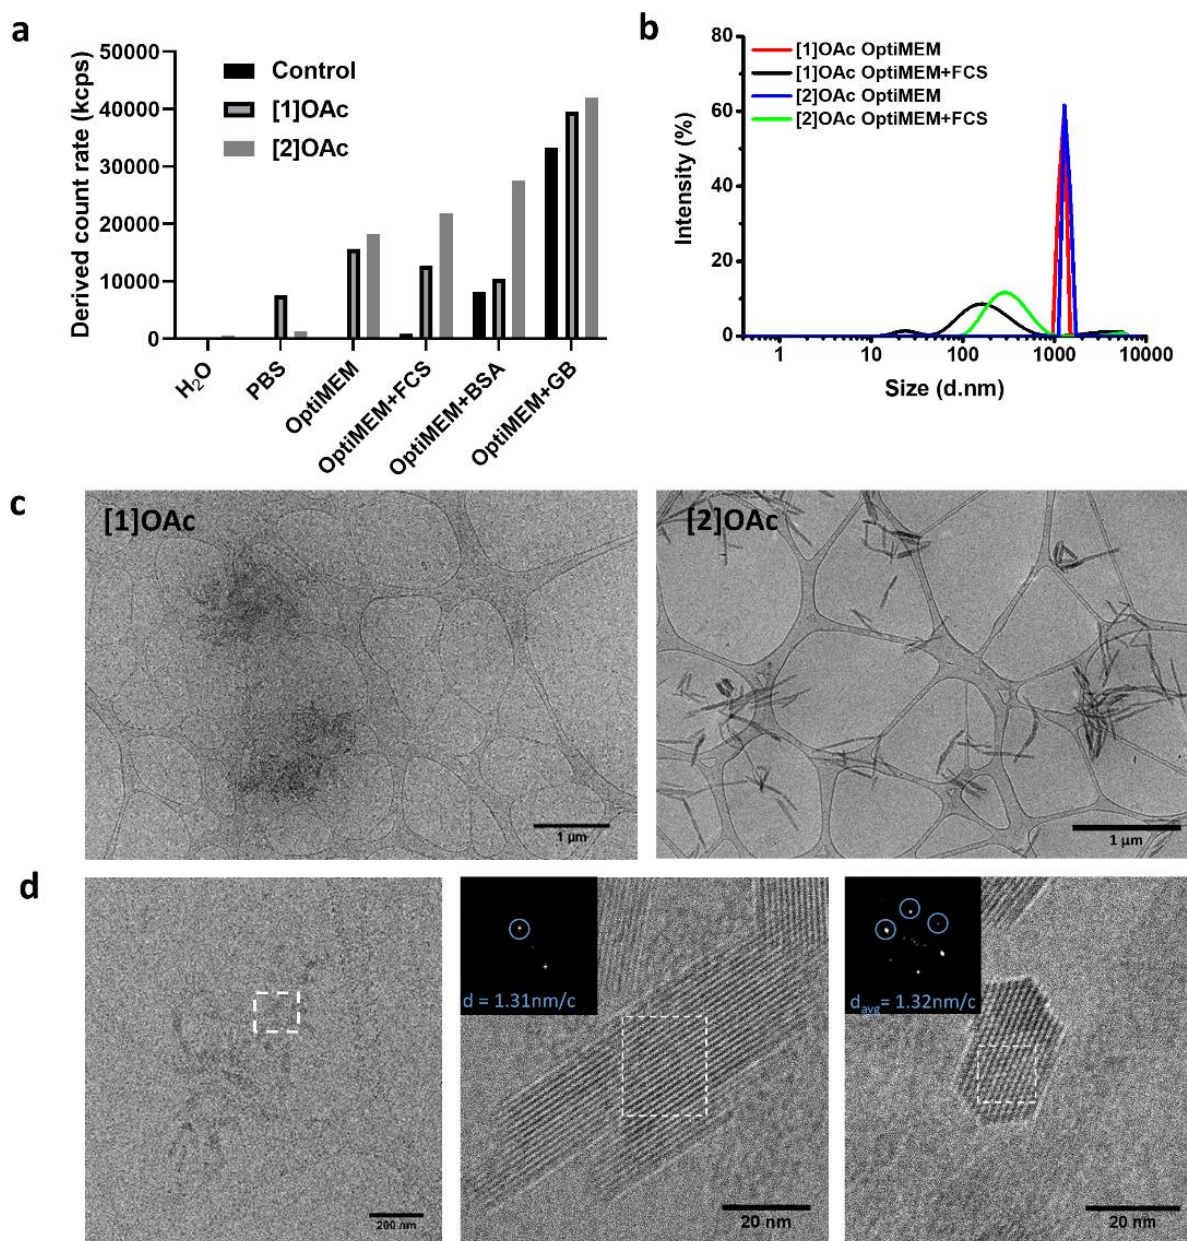 a
Derived count rate (kcps)
50000
40000
30000
20000
10000
0
Control
[1]OAc
[2]OAc
H₂O
PBS
OptiMEM
OptiMEM+FCS
OptiMEM+BSA
OptiMEM+GB
b
Intensity (%)
80
60
40
20
0
[1]OAc OptiMEM
[1]OAc OptiMEM+FCS
[2]OAc OptiMEM
[2]OAc OptiMEM+FCS
1
10
100
1000
10000
Size (d.nm)
c
[1]OAc
1 µm
[2]OAc
1 µm
d
200 nm
d = 1.31nm/c
20 nm
davg= 1.32nm/c
20 nm